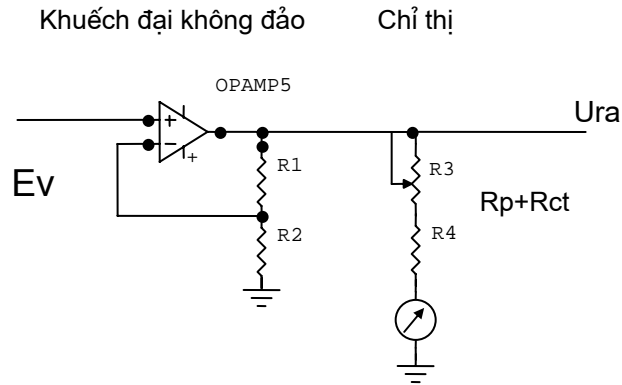 Khuếch đại không đảo
Chỉ thị
OPAMP5
Ura
+
−
+
Ev
R1
R3
Rp+Rct
R2
R4